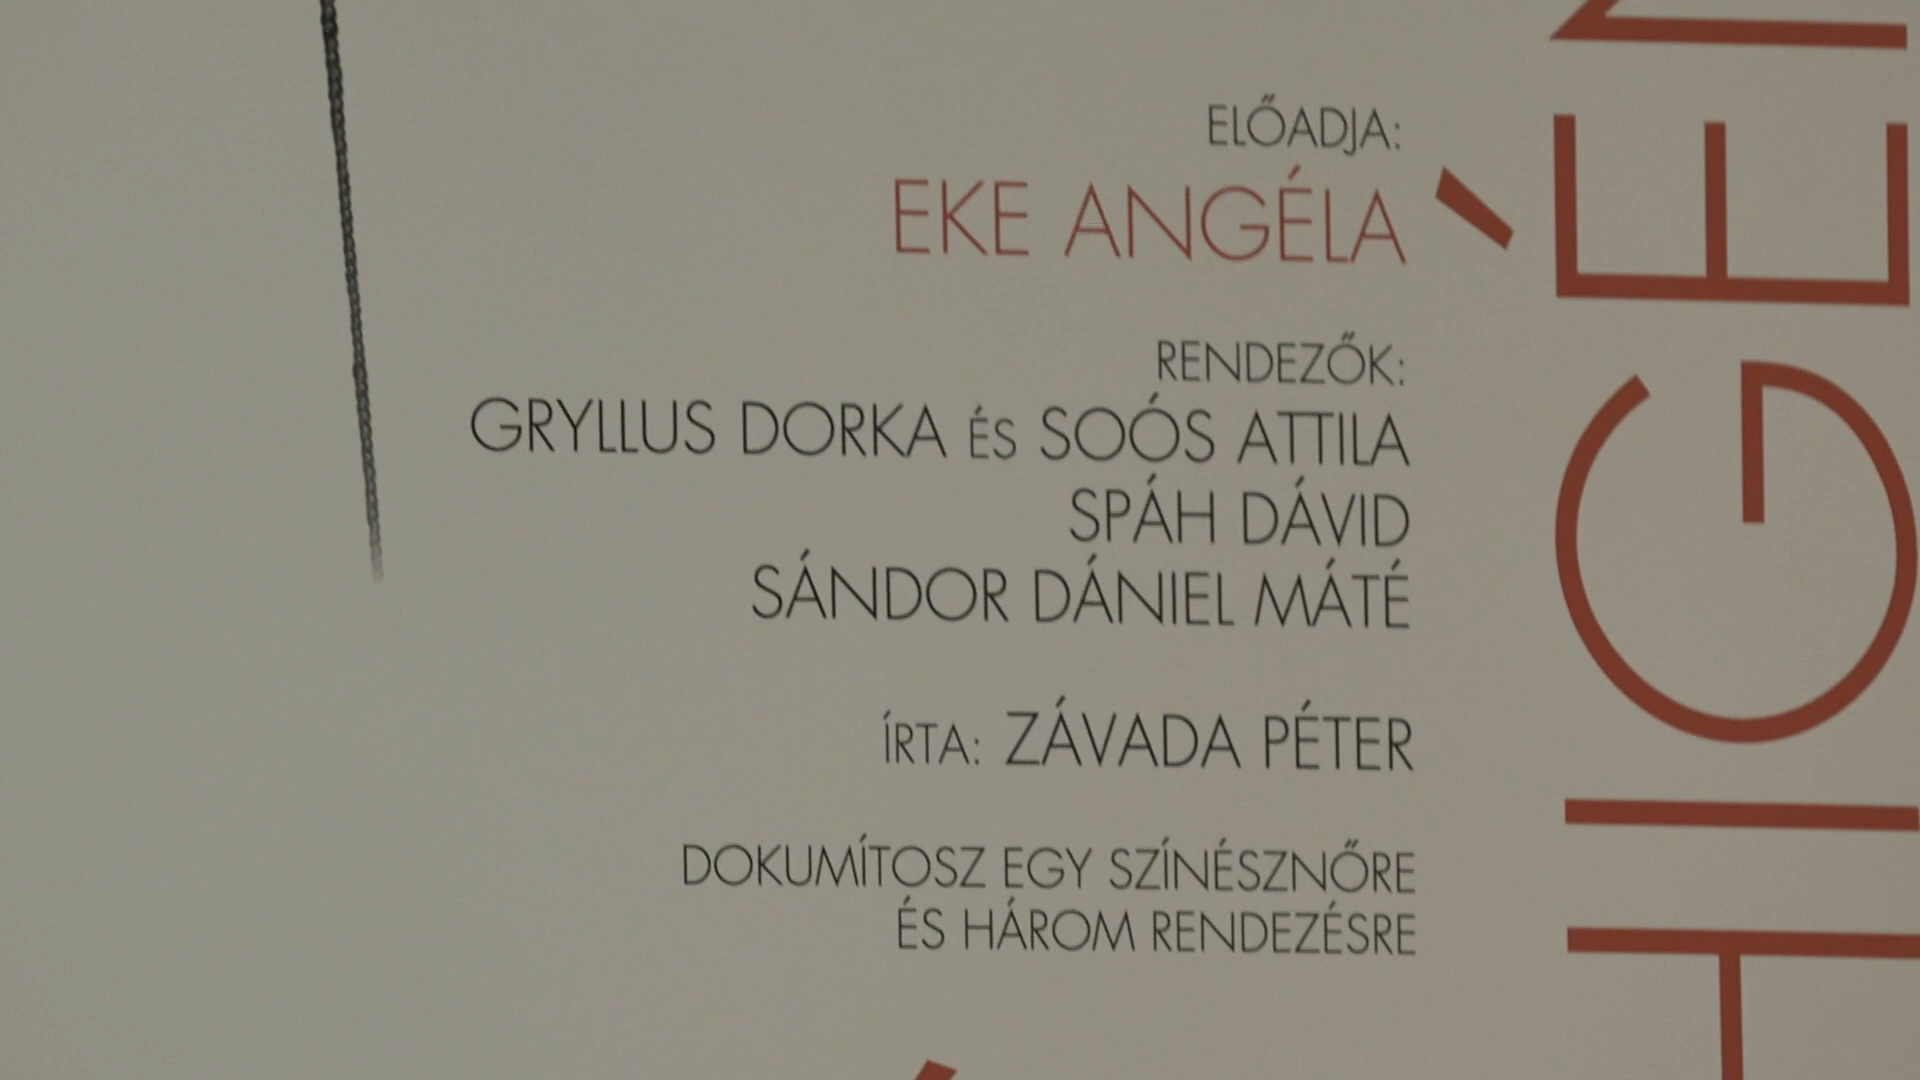 ELŐADJA:
EKE ANGÉLA
RENDEZŐK:
GRYLLUS DORKA ÉS SOÓS ATTILA
SPÁH DÁVID
SÁNDOR DÁNIEL MÁTÉ
ÍRTA: ZÁVADA PÉTER
DOKUMÍTOSZ EGY SZÍNÉSZNŐRE
ÉS HÁROM RENDEZÉSRE